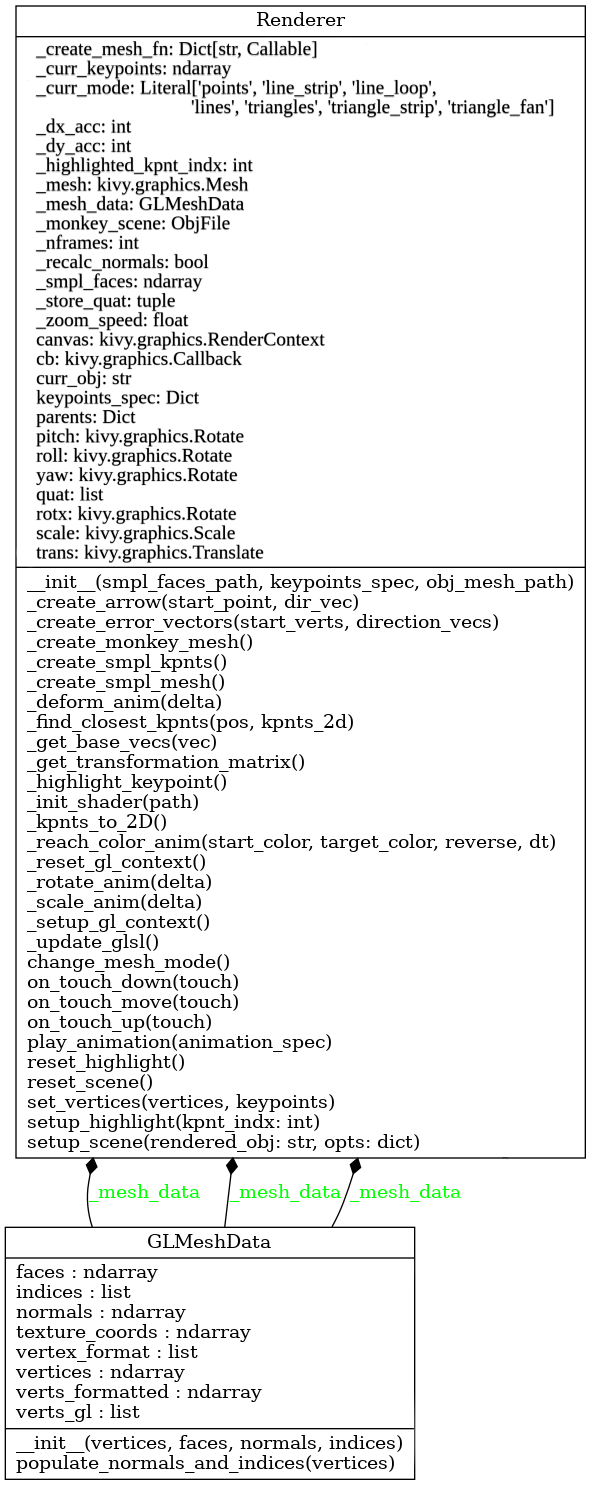 Renderer
_create_mesh_fn: Dict[str, Callable]
_curr_keypoints: ndarray
_curr_mode: Literal['points', 'line_strip', 'line_loop',
'lines', 'triangles', 'triangle_strip', 'triangle_fan']
_dx_acc: int
_dy_acc: int
_highlighted_kpnt_indx: int
_mesh: kivy.graphics.Mesh
_mesh_data: GLMeshData
_monkey_scene: ObjFile
_nframes: int
_recalc_normals: bool
_smpl_faces: ndarray
_store_quat: tuple
_zoom_speed: float
canvas: kivy.graphics.RenderContext
cb: kivy.graphics.Callback
curr_obj: str
keypoints_spec: Dict
parents: Dict
pitch: kivy.graphics.Rotate
roll: kivy.graphics.Rotate
yaw: kivy.graphics.Rotate
quat: list
rotx: kivy.graphics.Rotate
scale: kivy.graphics.Scale
trans: kivy.graphics.Translate
__init__(smpl_faces_path, keypoints_spec, obj_mesh_path)
_create_arrow(start_point, dir_vec)
_create_error_vectors(start_verts, direction_vecs)
_create_monkey_mesh()
_create_smpl_kpnts()
_create_smpl_mesh()
_deform_anim(delta)
_find_closest_kpnts(pos, kpnts_2d)
_get_base_vecs(vec)
_get_transformation_matrix()
_highlight_keypoint()
_init_shader(path)
_kpnts_to_2D()
_reach_color_anim(start_color, target_color, reverse, dt)
_reset_gl_context()
_rotate_anim(delta)
_scale_anim(delta)
_setup_gl_context()
_update_glsl()
change_mesh_mode()
on_touch_down(touch)
on_touch_move(touch)
on_touch_up(touch)
play_animation(animation_spec)
reset_highlight()
reset_scene()
set_vertices(vertices, keypoints)
setup_highlight(kpnt_indx: int)
setup_scene(rendered_obj: str, opts: dict)
_mesh_data _mesh_data _mesh_data
GLMeshData
faces : ndarray
indices : list
normals : ndarray
texture_coords : ndarray
vertex_format : list
vertices : ndarray
verts_formatted : ndarray
verts_gl : list
__init__(vertices, faces, normals, indices)
populate_normals_and_indices(vertices)